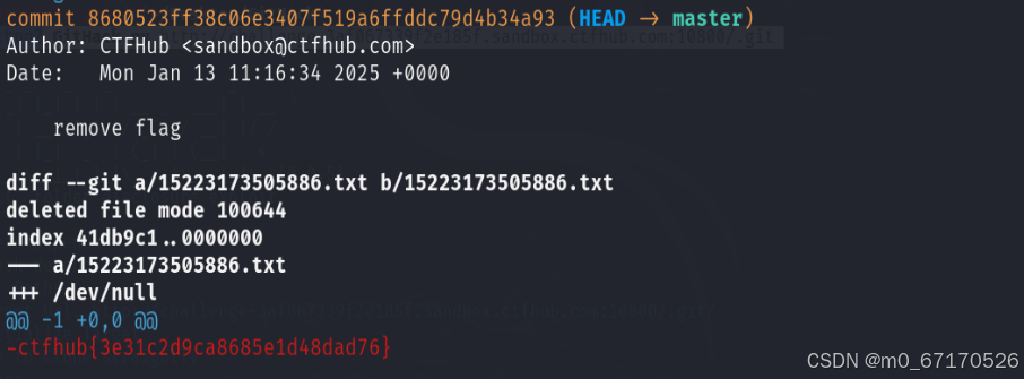 commit 8680523ff38c06e3407f519a6ffddc79d4b34a93 (HEAD -> master)
Author: CTFHub <sandbox@ctfhub.com>
Date:   Mon Jan 13 11:16:34 2025 +0000
    remove flag
diff --git a/15223173505886.txt b/15223173505886.txt
deleted file mode 100644
index 41db9c1..0000000
--- a/15223173505886.txt
+++ /dev/null
@@ -1 +0,0 @@
-ctfhub{3e31c2d9ca8685e1d48dad76}
CSDN @m0_67170526